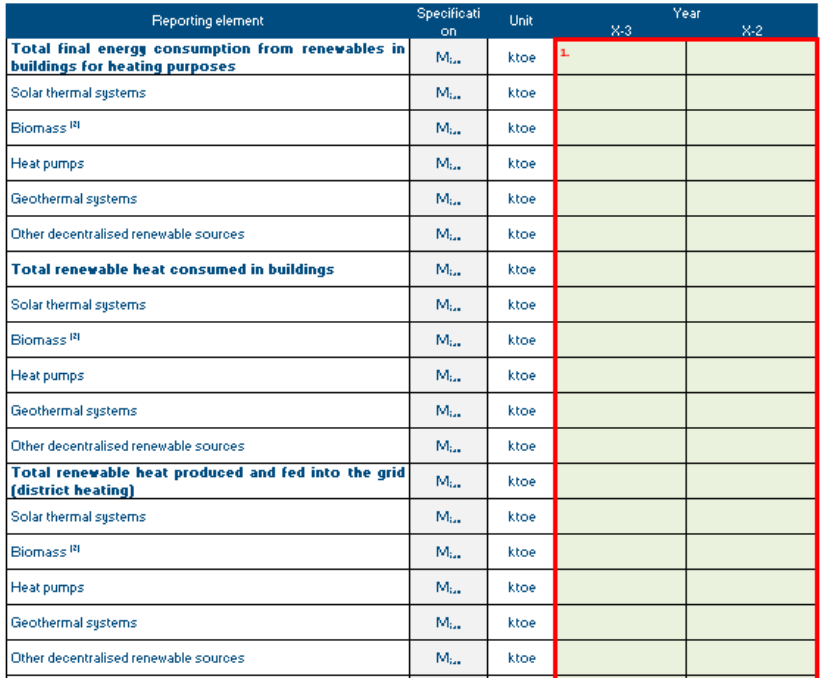 Reporting element Specificati Unit Year
on X-3 X-2
Total final energy consumption from renewables in
buildings for heating purposes
Solar thermal systems ktoe
Biomass [2] ktoe
Heat pumps ktoe
Geothermal systems ktoe
Other decentralised renewable sources ktoe
Total renewable heat consumed in buildings ktoe
Solar thermal systems ktoe
Biomass [2] ktoe
Heat pumps ktoe
Geothermal systems ktoe
Other decentralised renewable sources ktoe
Total renewable heat produced and fed into the grid
(district heating) ktoe
Solar thermal systems ktoe
Biomass [2] ktoe
Heat pumps ktoe
Geothermal systems ktoe
Other decentralised renewable sources ktoe